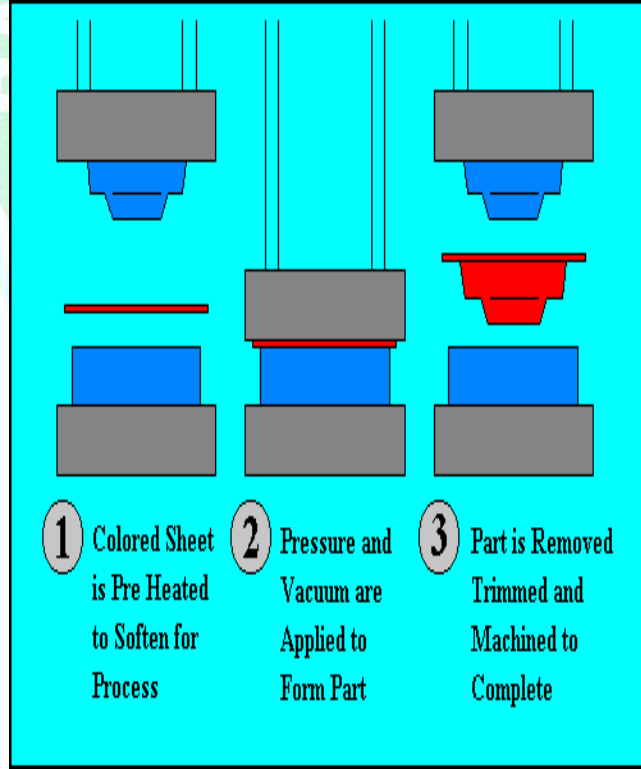 1
Colored Sheet
is Pre Heated
to Soften for
Process
2
Pressure and
Vacuum are
Applied to
Form Part
3
Part is Removed
Trimmed and
Machined to
Complete